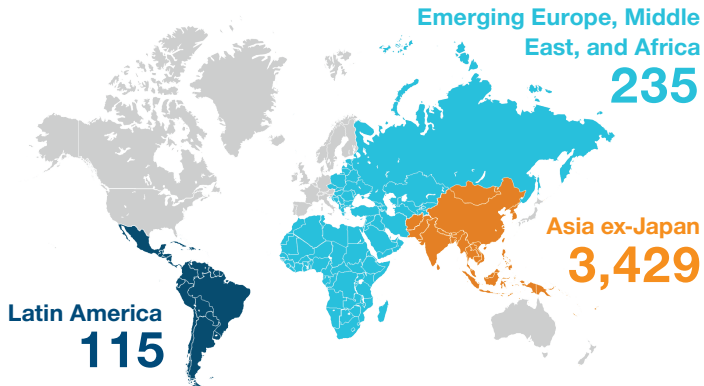 Emerging Europe, Middle
East, and Africa
235
Asia ex-Japan
3,429
Latin America
115